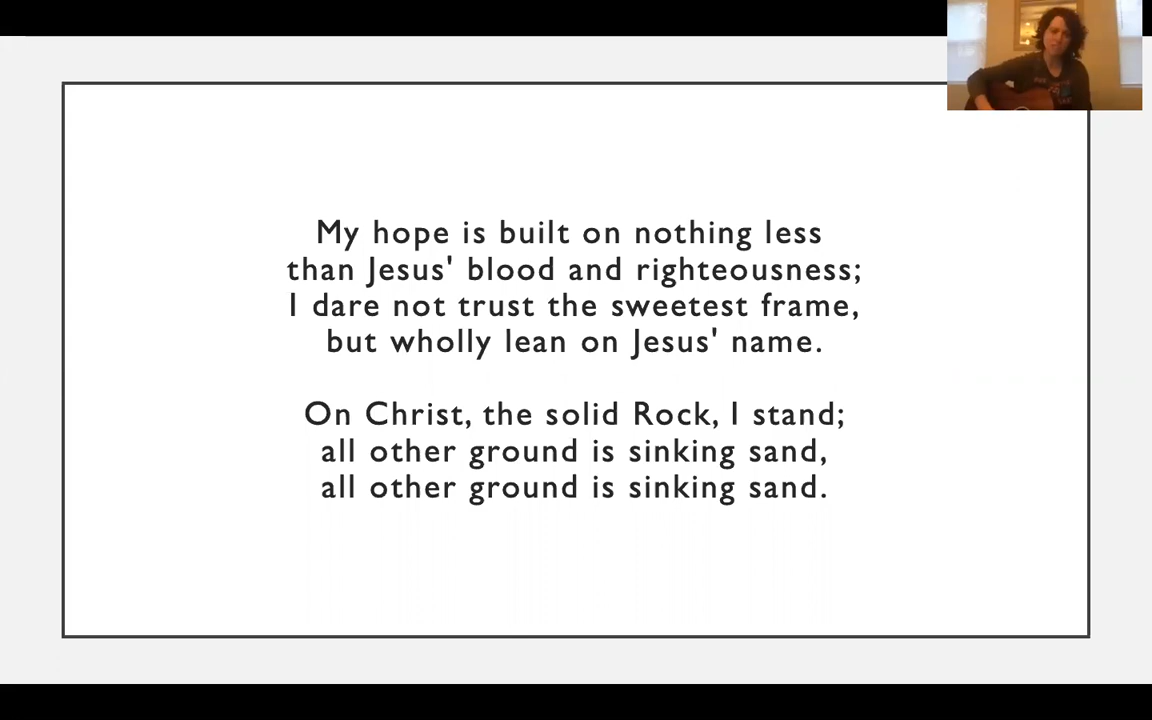 My hope is built on nothing less
than Jesus' blood and righteousness;
I dare not trust the sweetest frame,
but wholly lean on Jesus' name.
On Christ, the solid Rock, I stand;
all other ground is sinking sand,
all other ground is sinking sand.